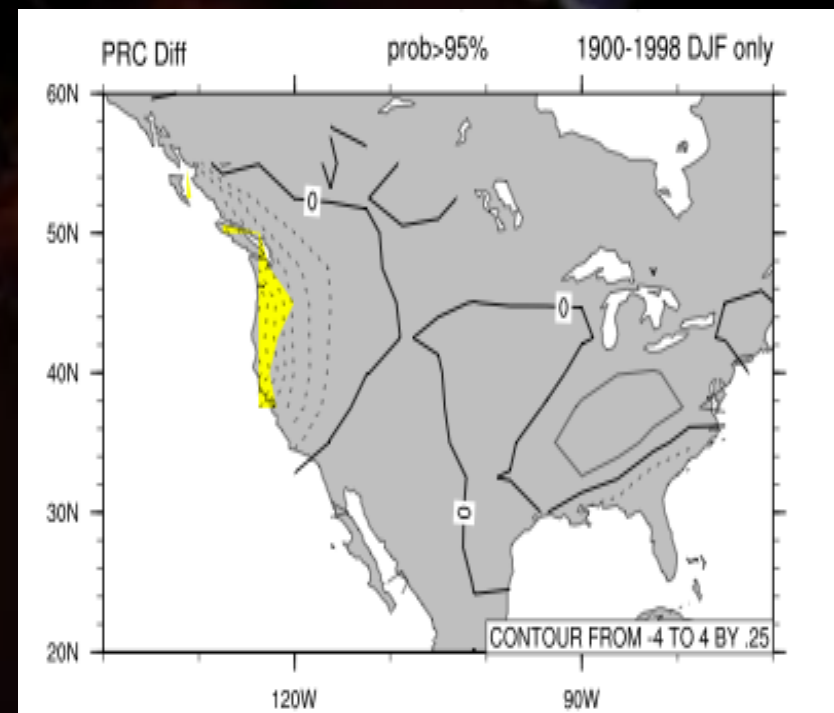 PRC Diff prob>95% 1900-1998 DJF only
60N
0
50N
0
40N
30N
0
CONTOUR FROM -4 TO 4 BY .25
20N
120W 90W